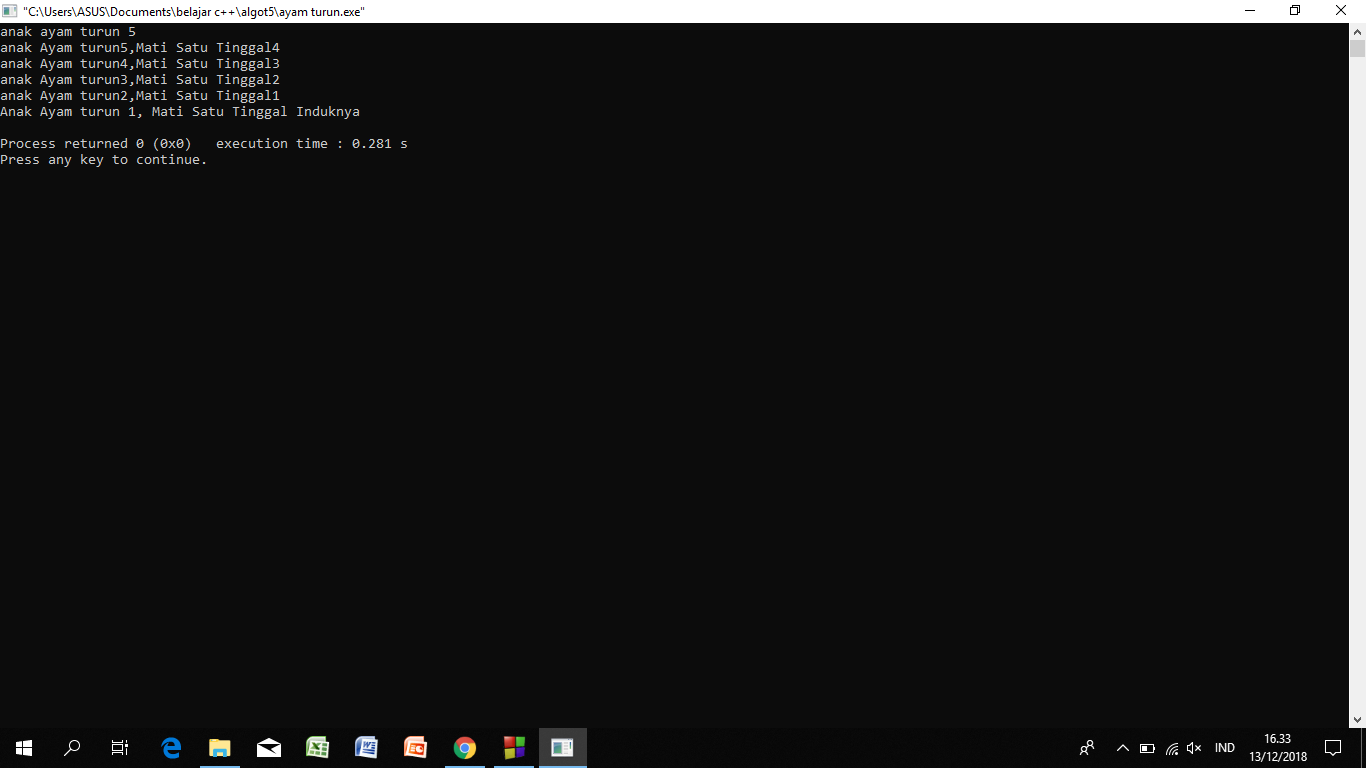 "C:\Users\ASUS\Documents\belajar c++\algot5\ayam turun.exe"
anak ayam turun 5
anak Ayam turun5,Mati Satu Tinggal4
anak Ayam turun4,Mati Satu Tinggal3
anak Ayam turun3,Mati Satu Tinggal2
anak Ayam turun2,Mati Satu Tinggal1
Anak Ayam turun 1, Mati Satu Tinggal Induknya
Process returned 0 (0x0)   execution time : 0.281 s
Press any key to continue.
IND
16.33
13/12/2018